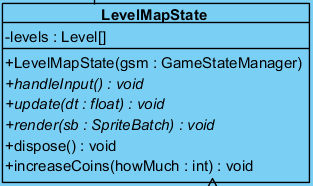 LevelMapState
-levels : Level[]
+LevelMapState(gsm : GameStateManager)
+handleInput() : void
+update(dt : float) : void
+render(sb : SpriteBatch) : void
+dispose() : void
+increaseCoins(howMuch : int) : void